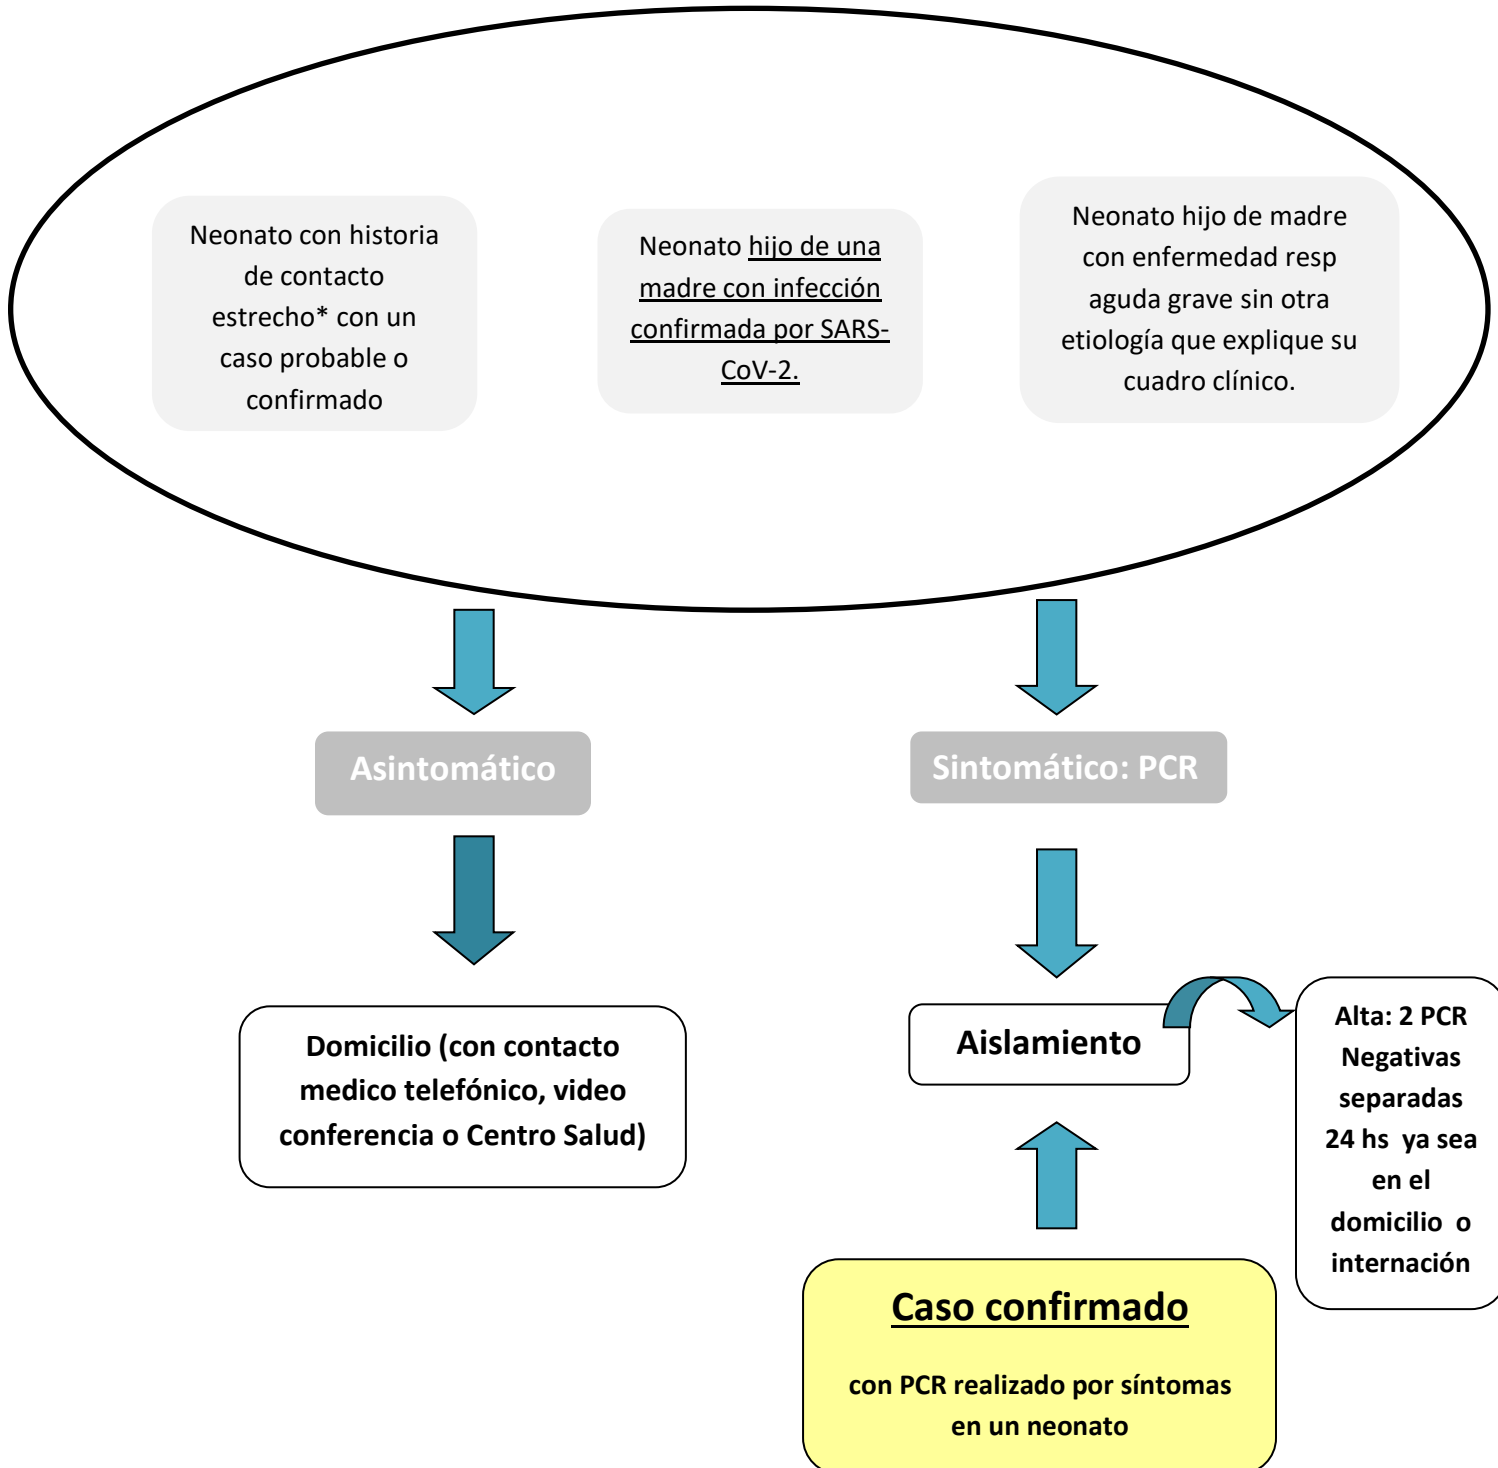 Neonato con historia
de contacto
estrecho* con un
caso probable o
confirmado
Neonato hijo de una
madre con infección
confirmada por SARS-
CoV-2.
Neonato hijo de madre
con enfermedad resp
aguda grave sin otra
etiología que explique su
cuadro clínico.
Asintomático
Sintomático: PCR
Domicilio (con contacto
medico telefónico, video
conferencia o Centro Salud)
Aislamiento
Alta: 2 PCR
Negativas
separadas
24 hs ya sea
en el
domicilio o
internación
Caso confirmado
con PCR realizado por síntomas
en un neonato